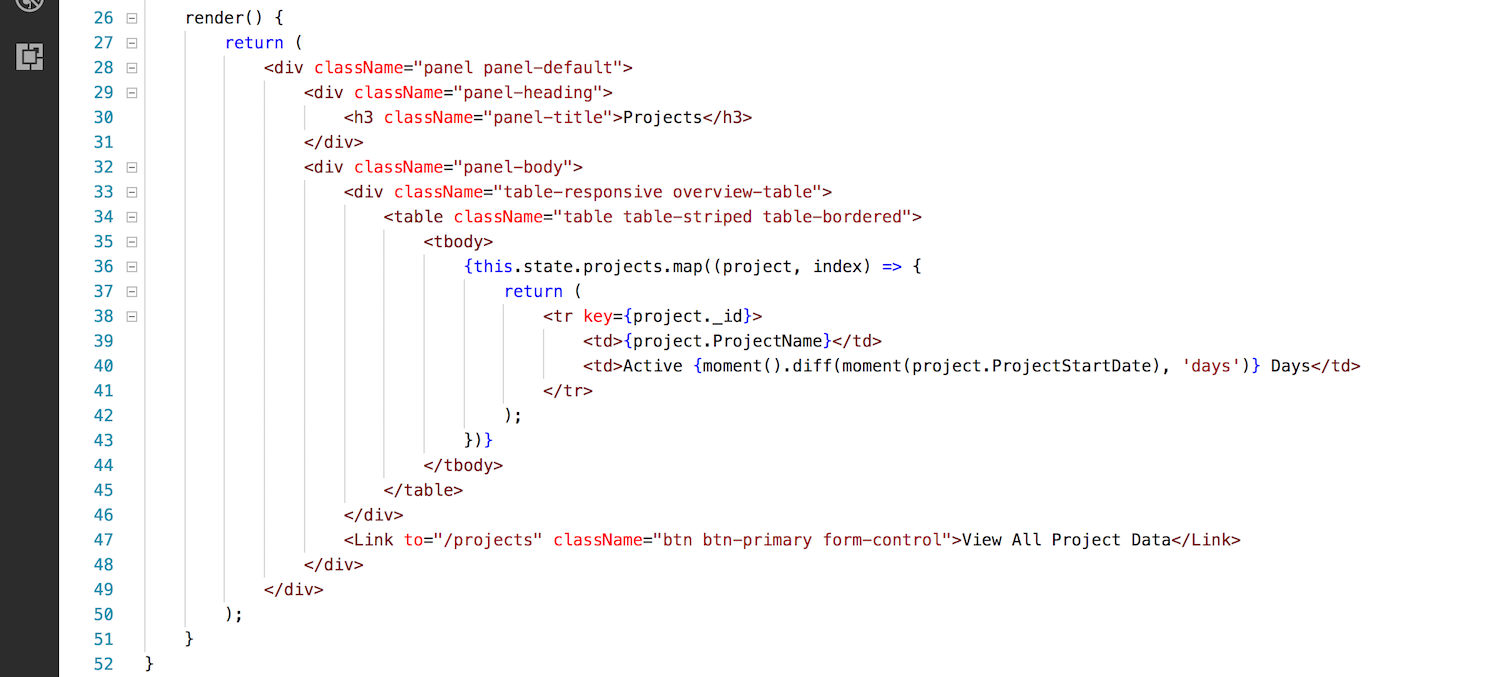 26 render() {
27 return (
28 <div className="panel panel-default">
29 <div className="panel-heading">
30 <h3 className="panel-title">Projects</h3>
31 </div>
32 <div className="panel-body">
33 <div className="table-responsive overview-table">
34 <table className="table table-striped table-bordered">
35 <tbody>
36 {this.state.projects.map((project, index) => {
37 return (
38 <tr key={project._id}>
39 <td>{project.ProjectName}</td>
40 <td>Active {moment().diff(moment(project.ProjectStartDate), 'days')} Days</td>
41 </tr>
42 );
43 })}
44 </tbody>
45 </table>
46 </div>
47 <Link to="/projects" className="btn btn-primary form-control">View All Project Data</Link>
48 </div>
49 </div>
50 );
51 }
52 }